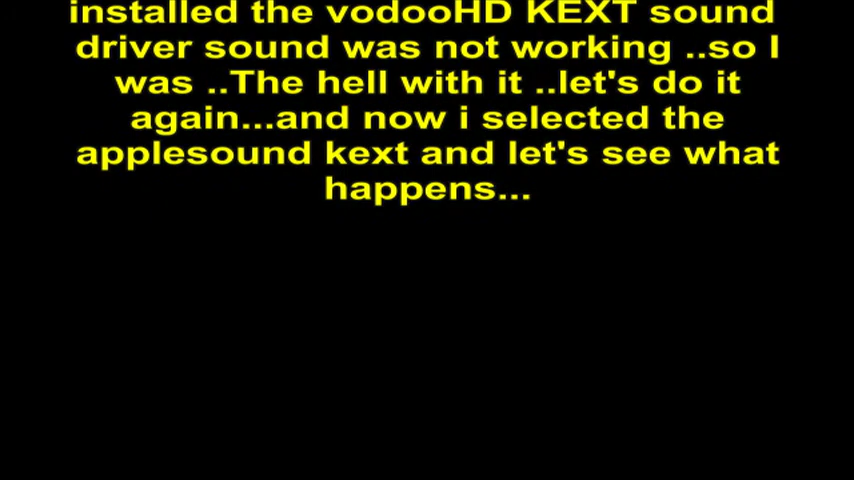 installed the vodooHD KEXT sound
driver sound was not working ..so I
was ..The hell with it ..let's do it
again...and now i selected the
applesound kext and let's see what
happens...